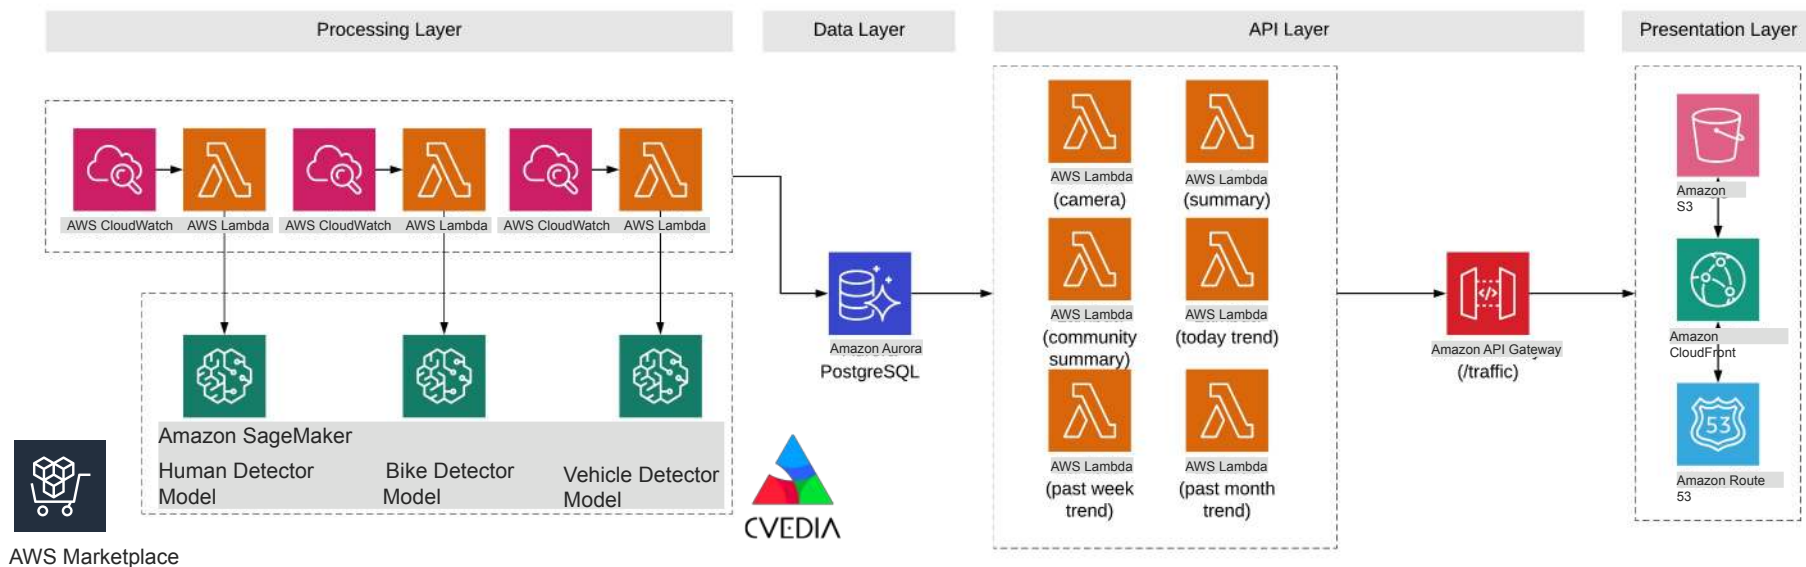 Processing Layer
Data Layer
API Layer
Presentation Layer
AWS CloudWatch
AWS Lambda
AWS CloudWatch
AWS Lambda
AWS CloudWatch
AWS Lambda
Amazon SageMaker
Human Detector
Model
Bike Detector
Model
Vehicle Detector
Model
AWS Marketplace
CVEDIA
Amazon Aurora
PostgreSQL
AWS Lambda
(camera)
AWS Lambda
(summary)
AWS Lambda
(community
summary)
AWS Lambda
(today trend)
AWS Lambda
(past week
trend)
AWS Lambda
(past month
trend)
Amazon API Gateway
(/traffic)
Amazon
S3
Amazon
CloudFront
53
Amazon Route
53